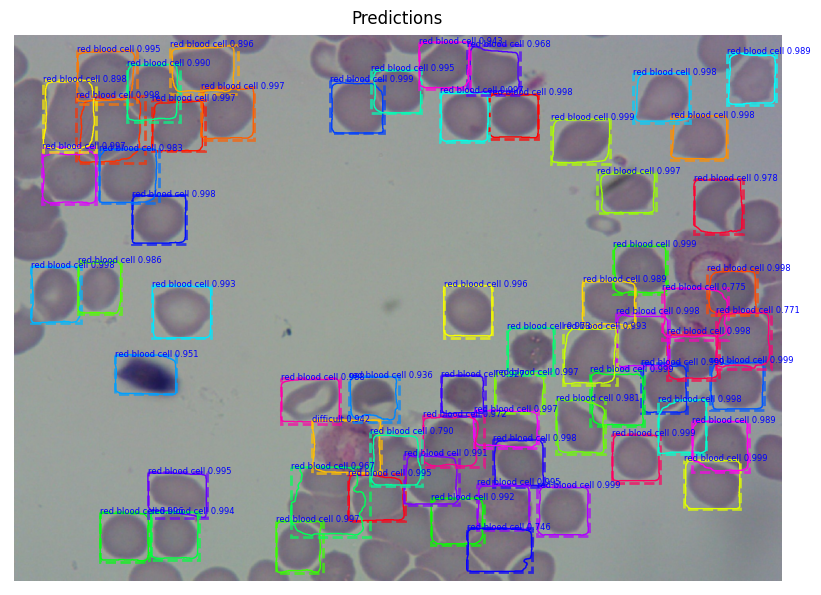 Predictions
red blood cell 0.995
red blood cell 0.896
red blood cell 0.990
red blood cell 0.898
red blood cell 0.997
red blood cell 0.998
red blood cell 0.997
red blood cell 0.997
red blood cell 0.983
red blood cell 0.998
red blood cell 0.968
red blood cell 0.995
red blood cell 0.999
red blood cell 0.998
red blood cell 0.998
red blood cell 0.989
red blood cell 0.998
red blood cell 0.999
red blood cell 0.997
red blood cell 0.978
red blood cell 0.998
red blood cell 0.986
red blood cell 0.993
red blood cell 0.996
red blood cell 0.999
red blood cell 0.989
red blood cell 0.998
red blood cell 0.775
red blood cell 0.771
red blood cell 0.998
red blood cell 0.998
red blood cell 0.993
red blood cell 0.951
red blood cell 0.936
red blood cell 0.997
red blood cell 0.999
red blood cell 0.999
red blood cell 0.981
red blood cell 0.998
difficult 0.942
red blood cell 0.972
red blood cell 0.997
red blood cell 0.989
red blood cell 0.790
red blood cell 0.998
red blood cell 0.999
red blood cell 0.991
red blood cell 0.967
red blood cell 0.995
red blood cell 0.995
red blood cell 0.999
red blood cell 0.995
red blood cell 0.999
red blood cell 0.992
red blood cell 0.994
red blood cell 0.997
red blood cell 0.746